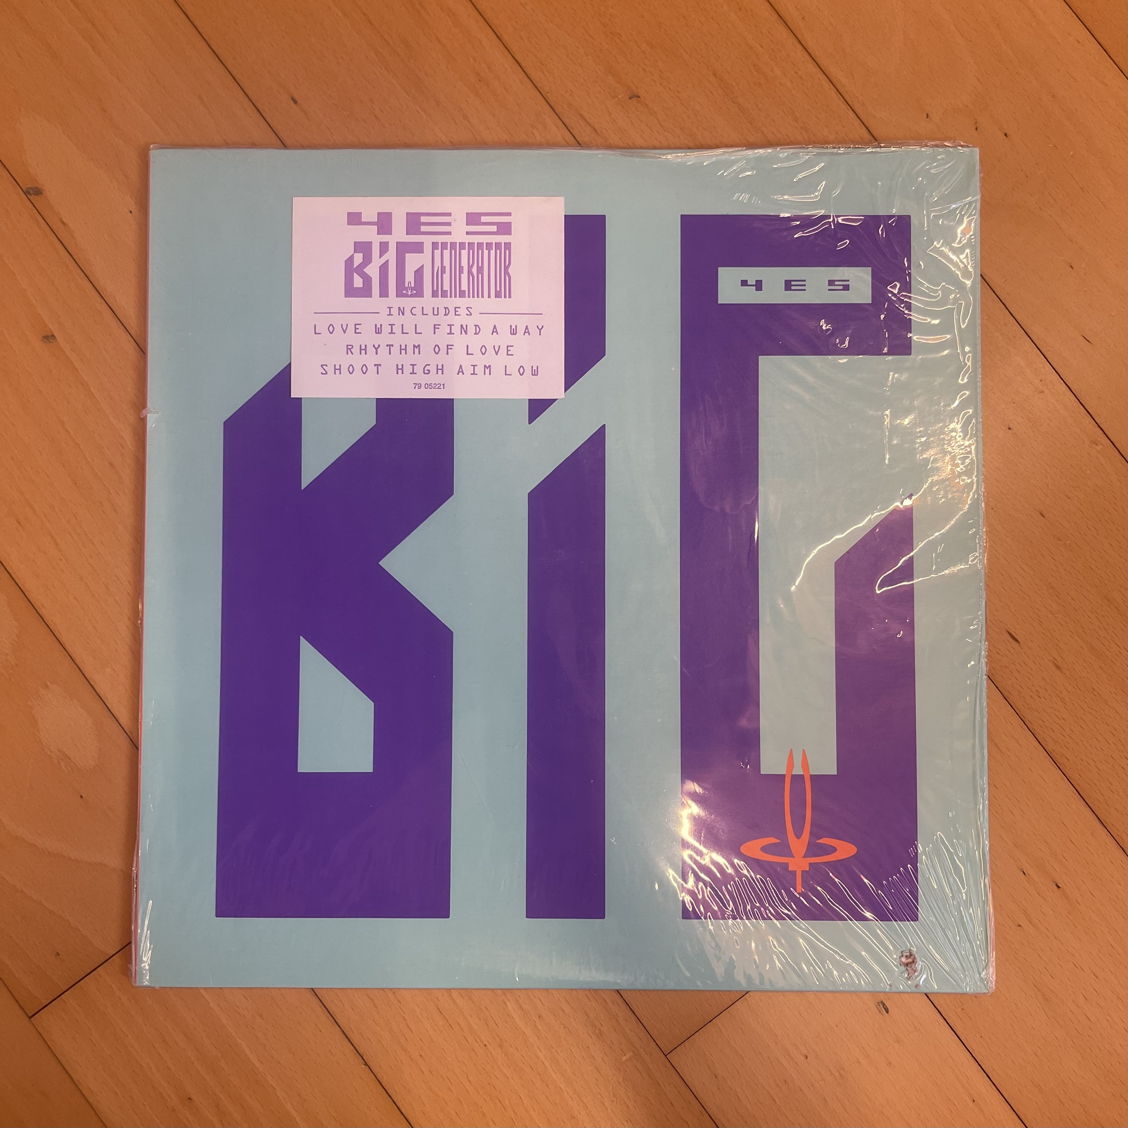 YES
BiG GENERATOR
INCLUDES
LOVE WILL FIND A WAY
RHYTHM OF LOVE
SHOOT HIGH AIM LOW
79 05221
YES
BiG